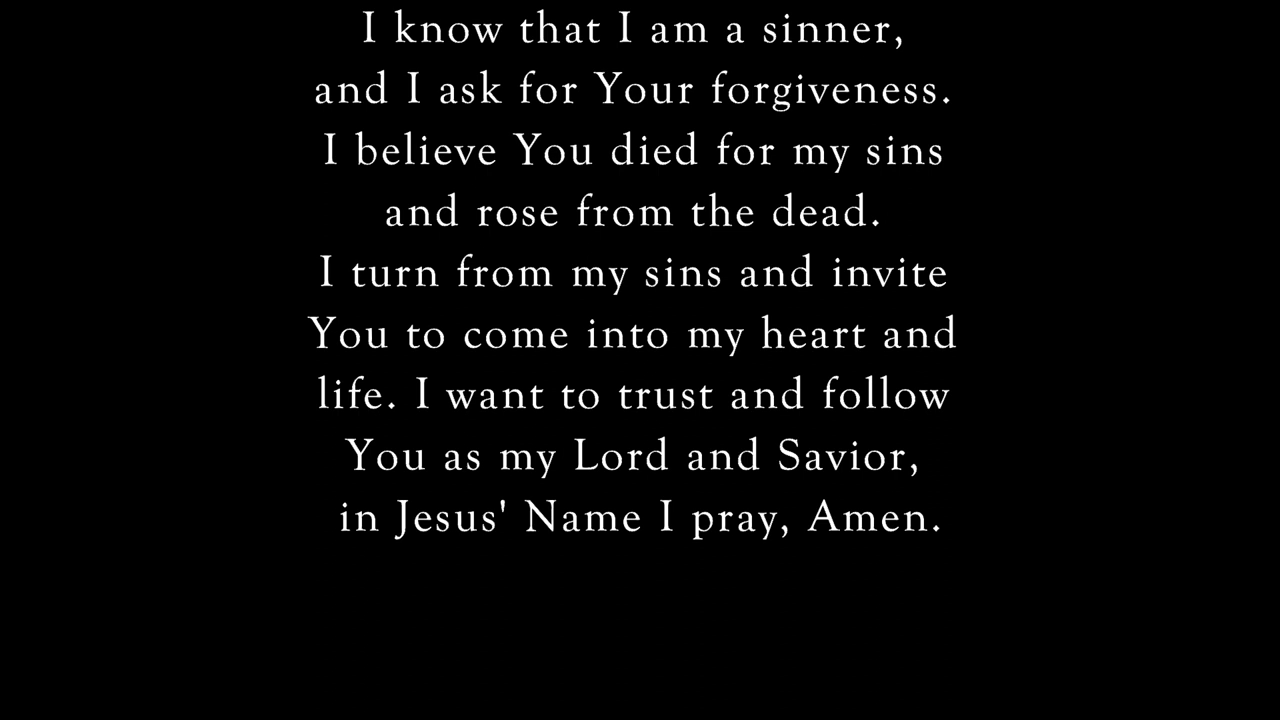 I know that I am a sinner,
and I ask for Your forgiveness.
I believe You died for my sins
and rose from the dead.
I turn from my sins and invite
You to come into my heart and
life. I want to trust and follow
You as my Lord and Savior,
in Jesus' Name I pray, Amen.